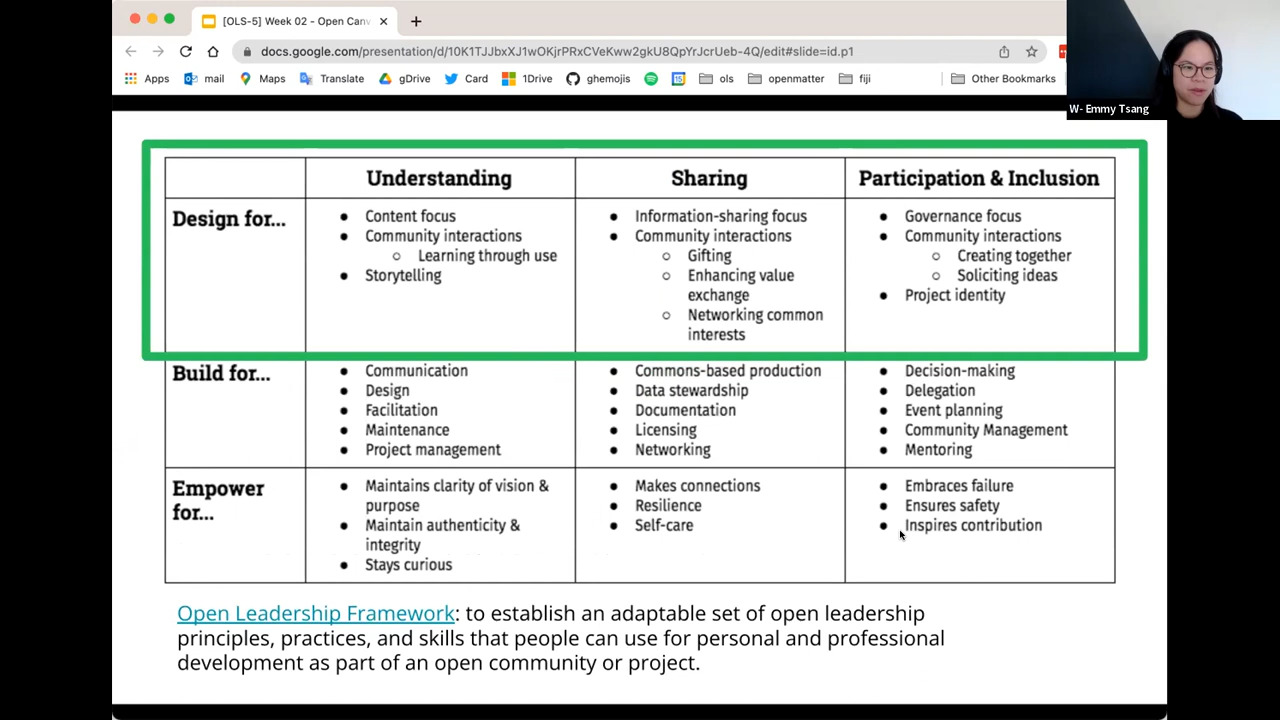 [OLS-5] Week 02 - Open Canv
docs.google.com/presentation/d/10K1TJJbxXJ1wOKjrPRxCVeKww2gkU8QpYrJcrUeb-4Q/edit#slide=id.p1
Apps mail Maps Translate gDrive Card 1Drive ghemojis 15 ols openmatter fiji Other Bookmarks
W- Emmy Tsang
Understanding Sharing Participation & Inclusion
Design for...
Content focus
Community interactions
Learning through use
Storytelling
Information-sharing focus
Community interactions
Gifting
Enhancing value
exchange
Networking common
interests
Governance focus
Community interactions
Creating together
Soliciting ideas
Project identity
Build for...
Communication
Design
Facilitation
Maintenance
Project management
Commons-based production
Data stewardship
Documentation
Licensing
Networking
Decision-making
Delegation
Event planning
Community Management
Mentoring
Empower
for...
Maintains clarity of vision &
purpose
Maintain authenticity &
integrity
Stays curious
Makes connections
Resilience
Self-care
Embraces failure
Ensures safety
Inspires contribution
Open Leadership Framework: to establish an adaptable set of open leadership
principles, practices, and skills that people can use for personal and professional
development as part of an open community or project.